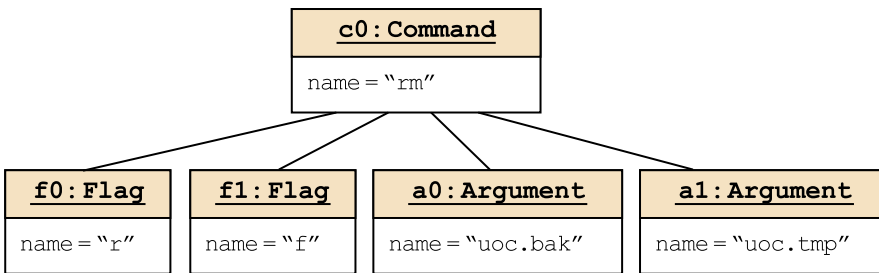 c0:Command
name = “rm”
f0:Flag
name = “r”
f1:Flag
name = “f”
a0:Argument
name = “uoc.bak”
a1:Argument
name = “uoc.tmp”